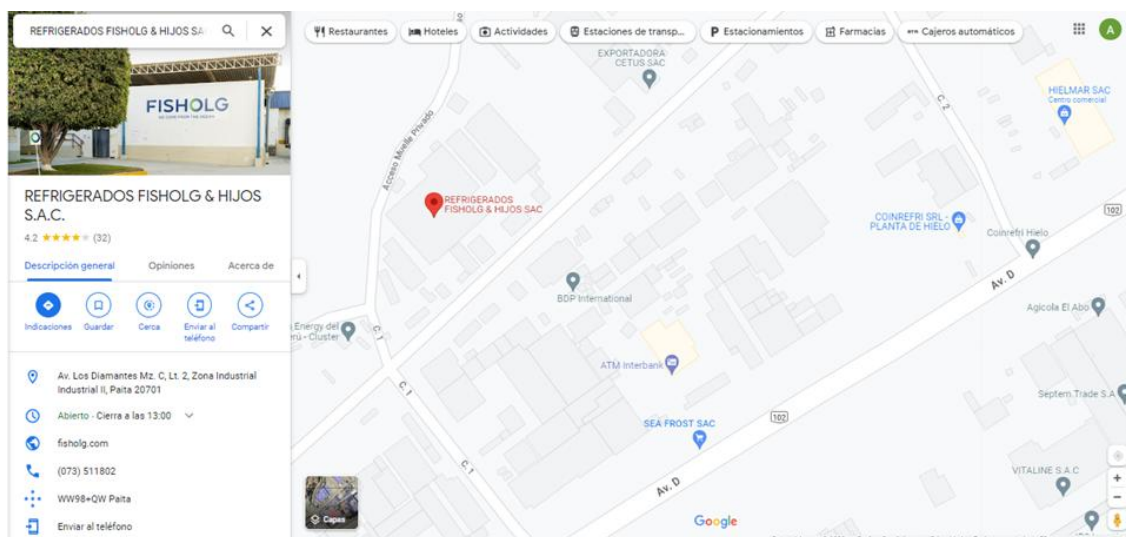 REFRIGERADOS FISHOLG & HIJOS SA
FISHOLG
REFRIGERADOS FISHOLG & HIJOS
S.A.C.
4.2 ★★★★★ (32)
Descripción general Opiniones Acerca de
Indicaciones Guardar Cerca Enviar al Compartir
teléfono
Av. Los Diamantes Mz. C, Lt. 2, Zona Industrial
Industrial II, Paita 20701
Abierto · Cierra a las 13:00
fisholg.com
(073) 511802
WW98+QW Paita
Enviar al teléfono
Restaurantes Hoteles Actividades Estaciones de transp... P Estacionamientos Farmacias Cajeros automáticos
A
EXPORTADORA
CETUS SAC
HIELMAR SAC
Centro comercial
C. 2
Acceso Muelle Privado
REFRIGERADOS
FISHOLG & HIJOS SAC
COINREFRI SRL -
PLANTA DE HIELO
102
Coinrefri Hielo
Av. D
BDP International
Agicola El Abo
Energy del
rú - Cluster
C. 1
C. 1
ATM Interbank
Septem Trade S.A
102
SEA FROST SAC
C. 1
VITALINE S.A.C
Av. D
Capas
Google